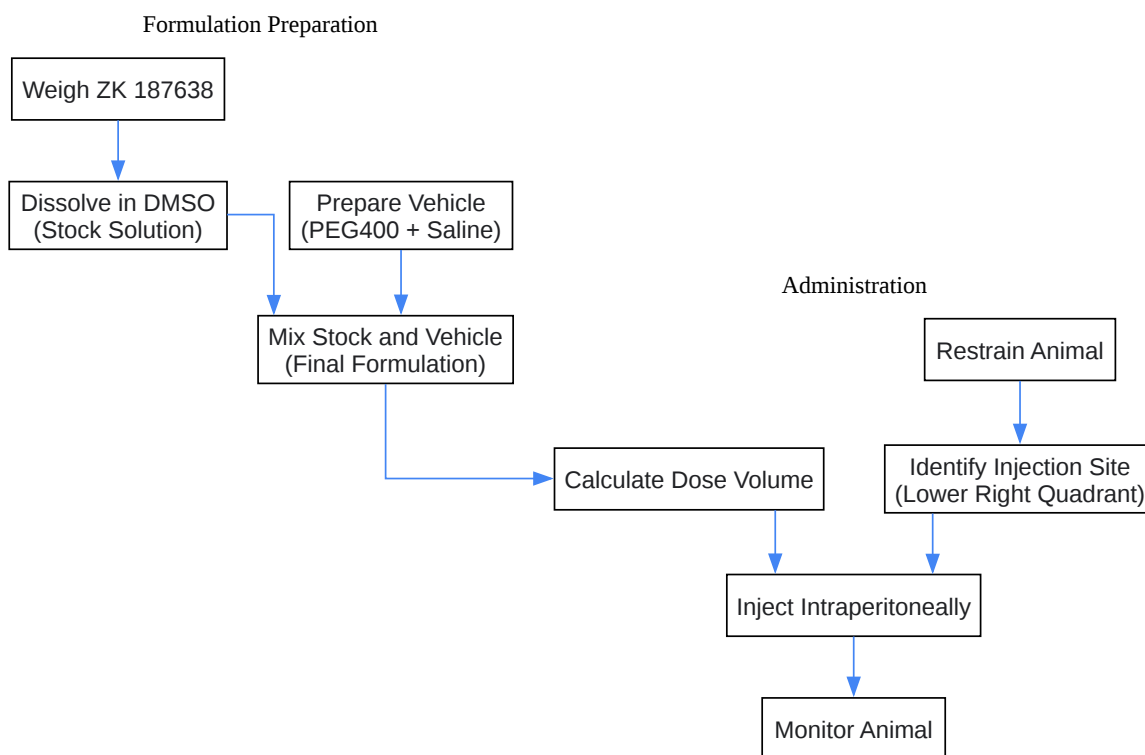 Formulation Preparation
Weigh ZK 187638
Dissolve in DMSO
(Stock Solution)
Prepare Vehicle
(PEG400 + Saline)
Mix Stock and Vehicle
(Final Formulation)
Administration
Restrain Animal
Calculate Dose Volume
Identify Injection Site
(Lower Right Quadrant)
Inject Intraperitoneally
Monitor Animal